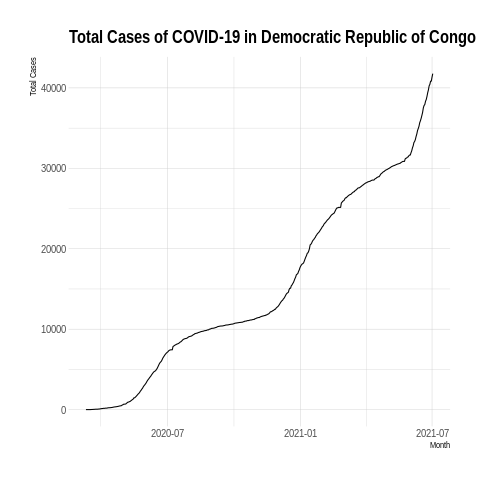 Total Cases of COVID-19 in Democratic Republic of Congo
Total Cases
40000
30000
20000
10000
0
2020-07 2021-01 2021-07
Month